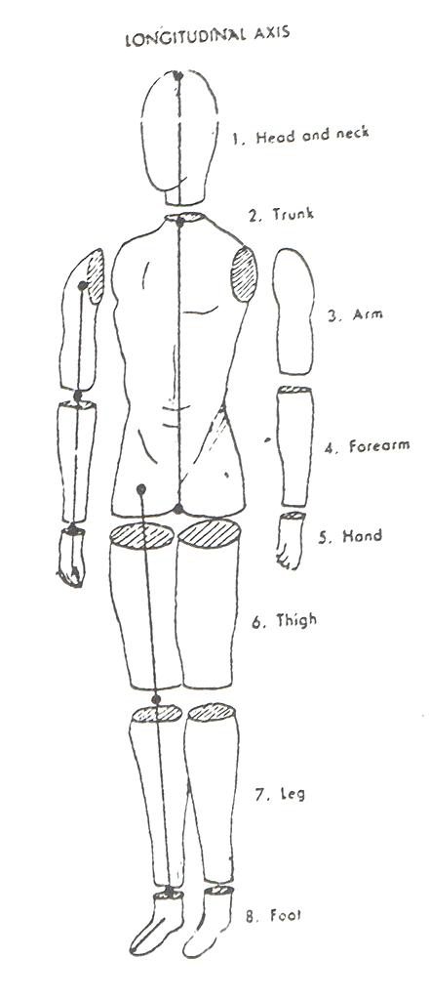 LONGITUDINAL AXIS
1. Head and neck
2. Trunk
3. Arm
4. Forearm
5. Hand
6. Thigh
7. Leg
8. Foot